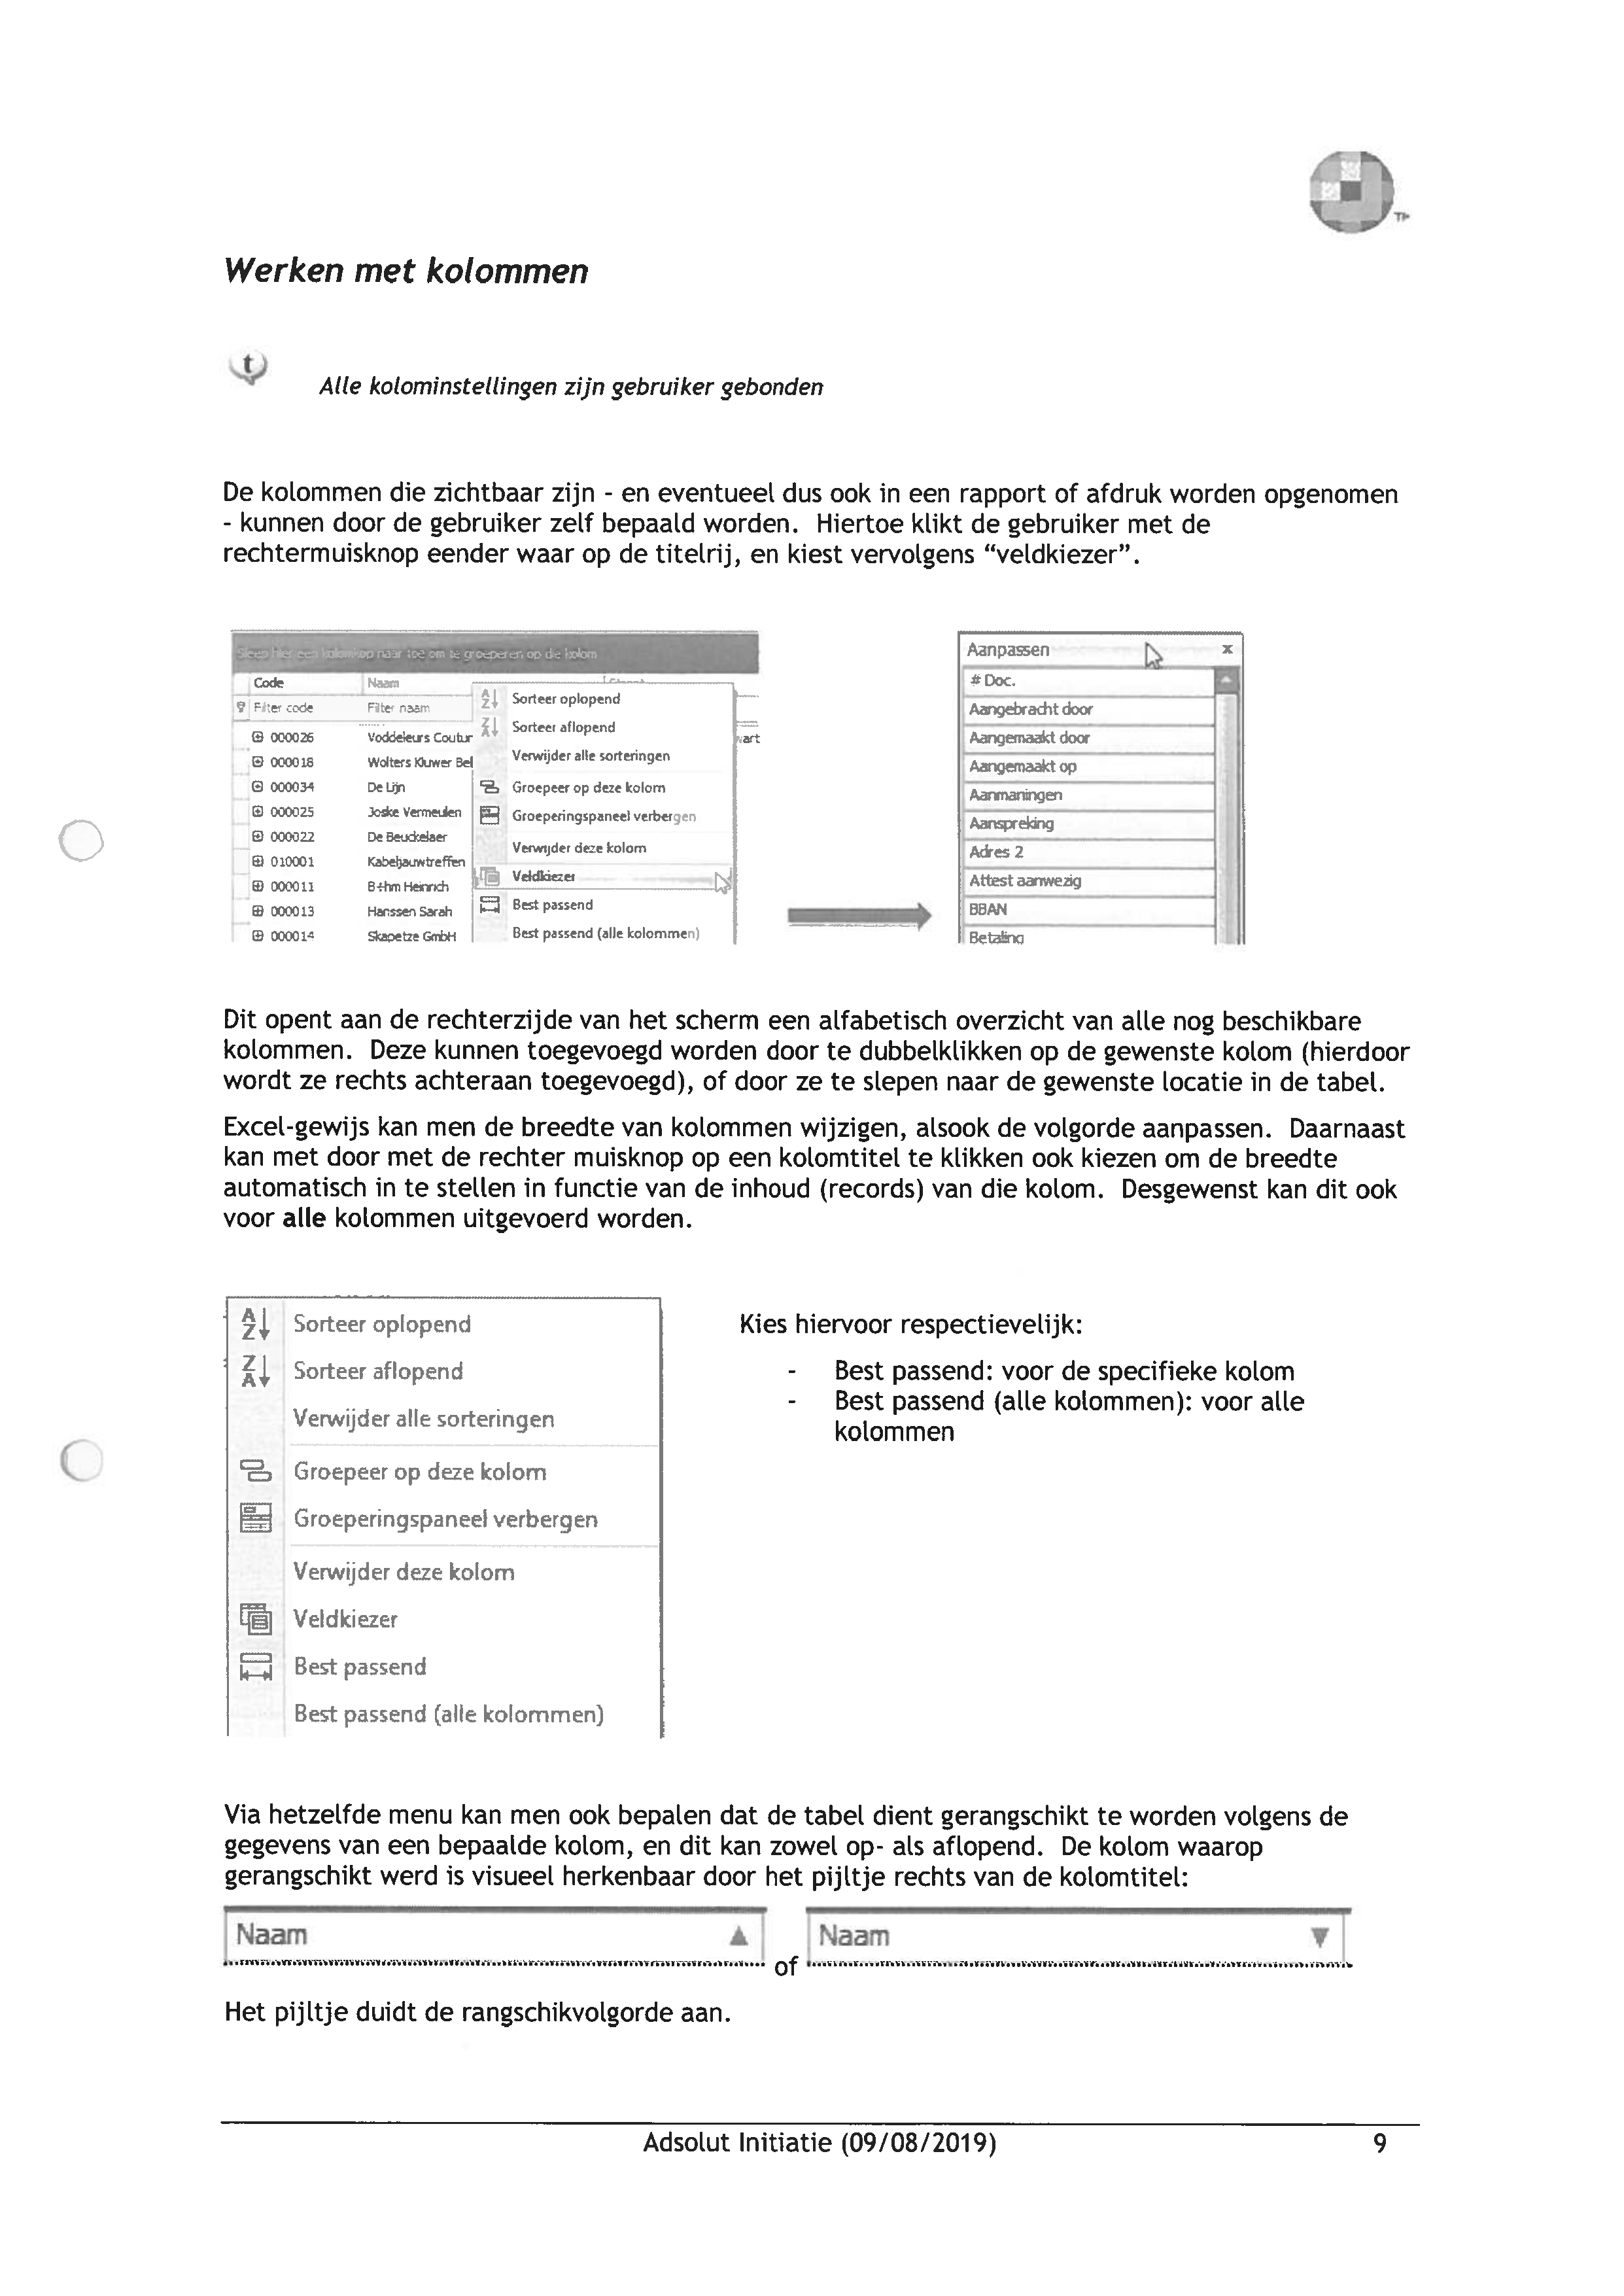 Werken met kolommen
t
Alle kolominstellingen zijn gebruiker gebonden
De kolommen die zichtbaar zijn - en eventueel dus ook in een rapport of afdruk worden opgenomen
- kunnen door de gebruiker zelf bepaald worden. Hiertoe klikt de gebruiker met de
rechtermuisknop eender waar op de titelrij, en kiest vervolgens “veldkiezer”.
Sleep hier een kolomkop naar toe om te groeperen op die kolom
Code Naam
Filter code Filter naam
000026 Voddeleurs Coutur
000018 Wolters Kluwer Bel
000034 De Lijn
000025 Joske Vermeulen
000022 De Beuckelaer
010001 Kabeljauwtreffen
000011 B÷hm Heinrich
000013 Hanssen Sarah
000014 Skapetze GmbH
Sorteer oplopend
Sorteer aflopend
Verwijder alle sorteringen
Groepeer op deze kolom
Groeperingspaneel verbergen
Verwijder deze kolom
Veldkiezer
Best passend
Best passend (alle kolommen)
Aanpassen x
# Doc.
Aangebracht door
Aangemaakt door
Aangemaakt op
Aanmaningen
Aanspreking
Adres 2
Attest aanwezig
BBAN
Betaling
Dit opent aan de rechterzijde van het scherm een alfabetisch overzicht van alle nog beschikbare
kolommen. Deze kunnen toegevoegd worden door te dubbelklikken op de gewenste kolom (hierdoor
wordt ze rechts achteraan toegevoegd), of door ze te slepen naar de gewenste locatie in de tabel.
Excel-gewijs kan men de breedte van kolommen wijzigen, alsook de volgorde aanpassen. Daarnaast
kan met door met de rechter muisknop op een kolomtitel te klikken ook kiezen om de breedte
automatisch in te stellen in functie van de inhoud (records) van die kolom. Desgewenst kan dit ook
voor alle kolommen uitgevoerd worden.
Sorteer oplopend
Sorteer aflopend
Verwijder alle sorteringen
Groepeer op deze kolom
Groeperingspaneel verbergen
Verwijder deze kolom
Veldkiezer
Best passend
Best passend (alle kolommen)
Kies hiervoor respectievelijk:
- Best passend: voor de specifieke kolom
- Best passend (alle kolommen): voor alle
kolommen
Via hetzelfde menu kan men ook bepalen dat de tabel dient gerangschikt te worden volgens de
gegevens van een bepaalde kolom, en dit kan zowel op- als aflopend. De kolom waarop
gerangschikt werd is visueel herkenbaar door het pijltje rechts van de kolomtitel:
Naam ▲ of Naam ▼
Het pijltje duidt de rangschikvolgorde aan.
Adsolut Initiatie (09/08/2019) 9